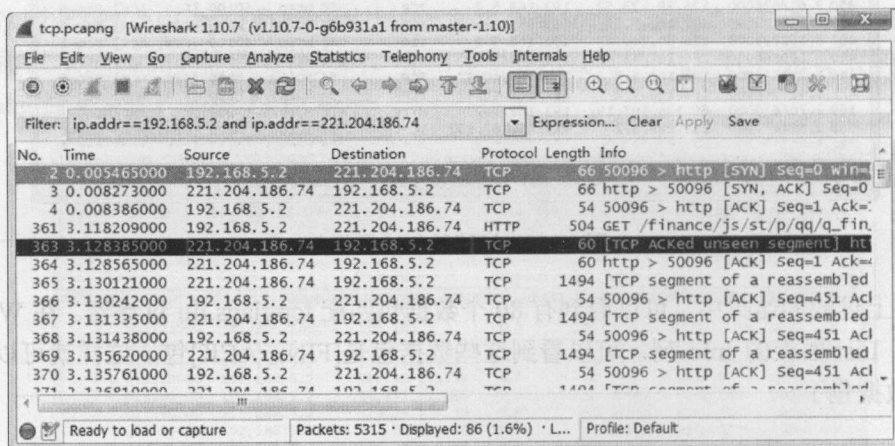 tcp.pcapng [Wireshark 1.10.7 (v1.10.7-0-g6b931a1 from master-1.10)]
File Edit View Go Capture Analyze Statistics Telephony Tools Internals Help
Filter: ip.addr==192.168.5.2 and ip.addr==221.204.186.74 Expression... Clear Apply Save
No. Time Source Destination Protocol Length Info
2 0.005465000 192.168.5.2 221.204.186.74 TCP 66 50096 > http [SYN] Seq=0 Win=
3 0.008273000 221.204.186.74 192.168.5.2 TCP 66 http > 50096 [SYN, ACK] Seq=0
4 0.008386000 192.168.5.2 221.204.186.74 TCP 54 50096 > http [ACK] Seq=1 Ack=
361 3.118209000 192.168.5.2 221.204.186.74 HTTP 504 GET /finance/js/st/p/qq/q_fin
363 3.128385000 221.204.186.74 192.168.5.2 TCP 60 [TCP ACKed unseen segment] htt
364 3.128565000 221.204.186.74 192.168.5.2 TCP 60 http > 50096 [ACK] Seq=1 Ack=
365 3.130121000 221.204.186.74 192.168.5.2 TCP 1494 [TCP segment of a reassembled
366 3.130242000 192.168.5.2 221.204.186.74 TCP 54 50096 > http [ACK] Seq=451 Ack
367 3.131335000 221.204.186.74 192.168.5.2 TCP 1494 [TCP segment of a reassembled
368 3.131438000 192.168.5.2 221.204.186.74 TCP 54 50096 > http [ACK] Seq=451 Ack
369 3.135620000 221.204.186.74 192.168.5.2 TCP 1494 [TCP segment of a reassembled
370 3.135761000 192.168.5.2 221.204.186.74 TCP 54 50096 > http [ACK] Seq=451 Ack
Ready to load or capture Packets: 5315 · Displayed: 86 (1.6%) · L... Profile: Default